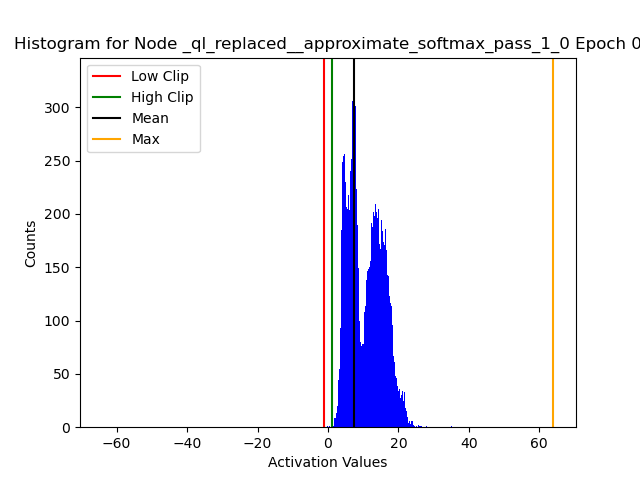 Histogram for Node _ql_replaced__approximate_softmax_pass_1_0 Epoch 0
Low Clip
High Clip
Mean
Max
Counts
300
250
200
150
100
50
0
−60
−40
−20
0
20
40
60
Activation Values